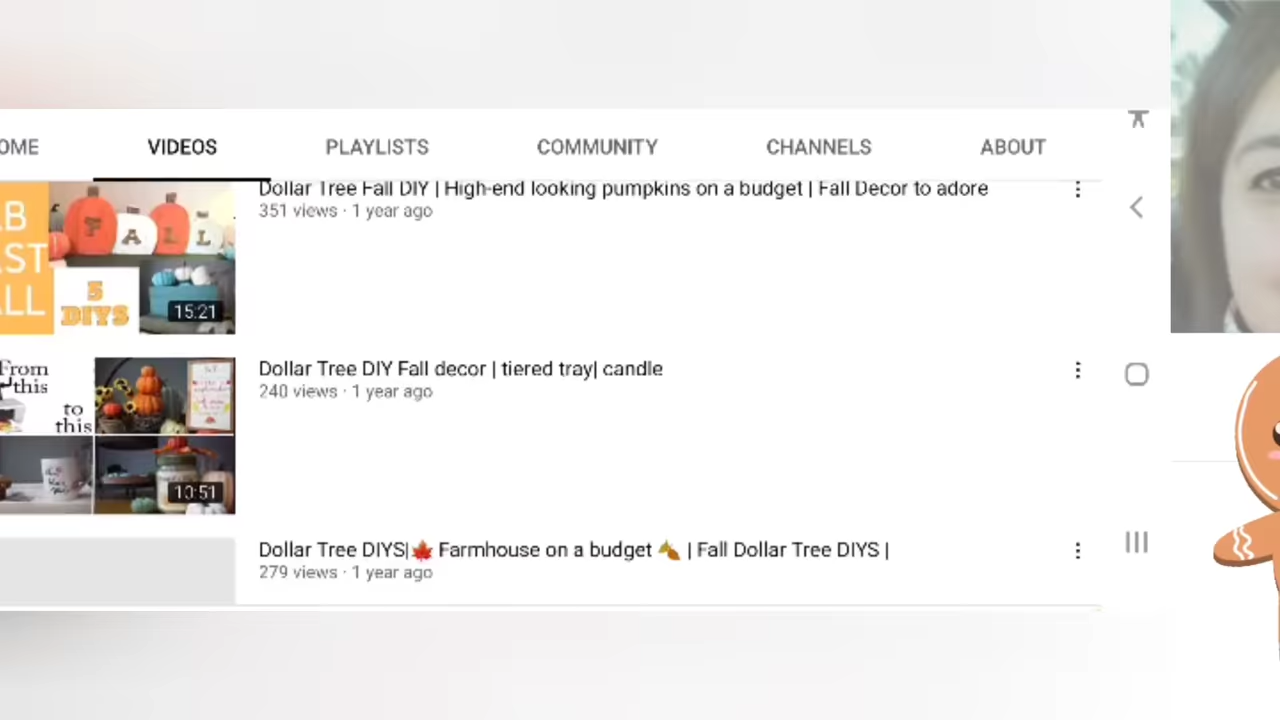 OME VIDEOS PLAYLISTS COMMUNITY CHANNELS ABOUT
Dollar Tree Fall DIY | High-end looking pumpkins on a budget | Fall Decor to adore
351 views · 1 year ago
B
ST
LL
FALL
5
DIYS
15:21
Dollar Tree DIY Fall decor | tiered tray| candle
240 views · 1 year ago
From
this
to
this
10:51
Dollar Tree DIYS|🍁 Farmhouse on a budget 🍂 | Fall Dollar Tree DIYS |
279 views · 1 year ago